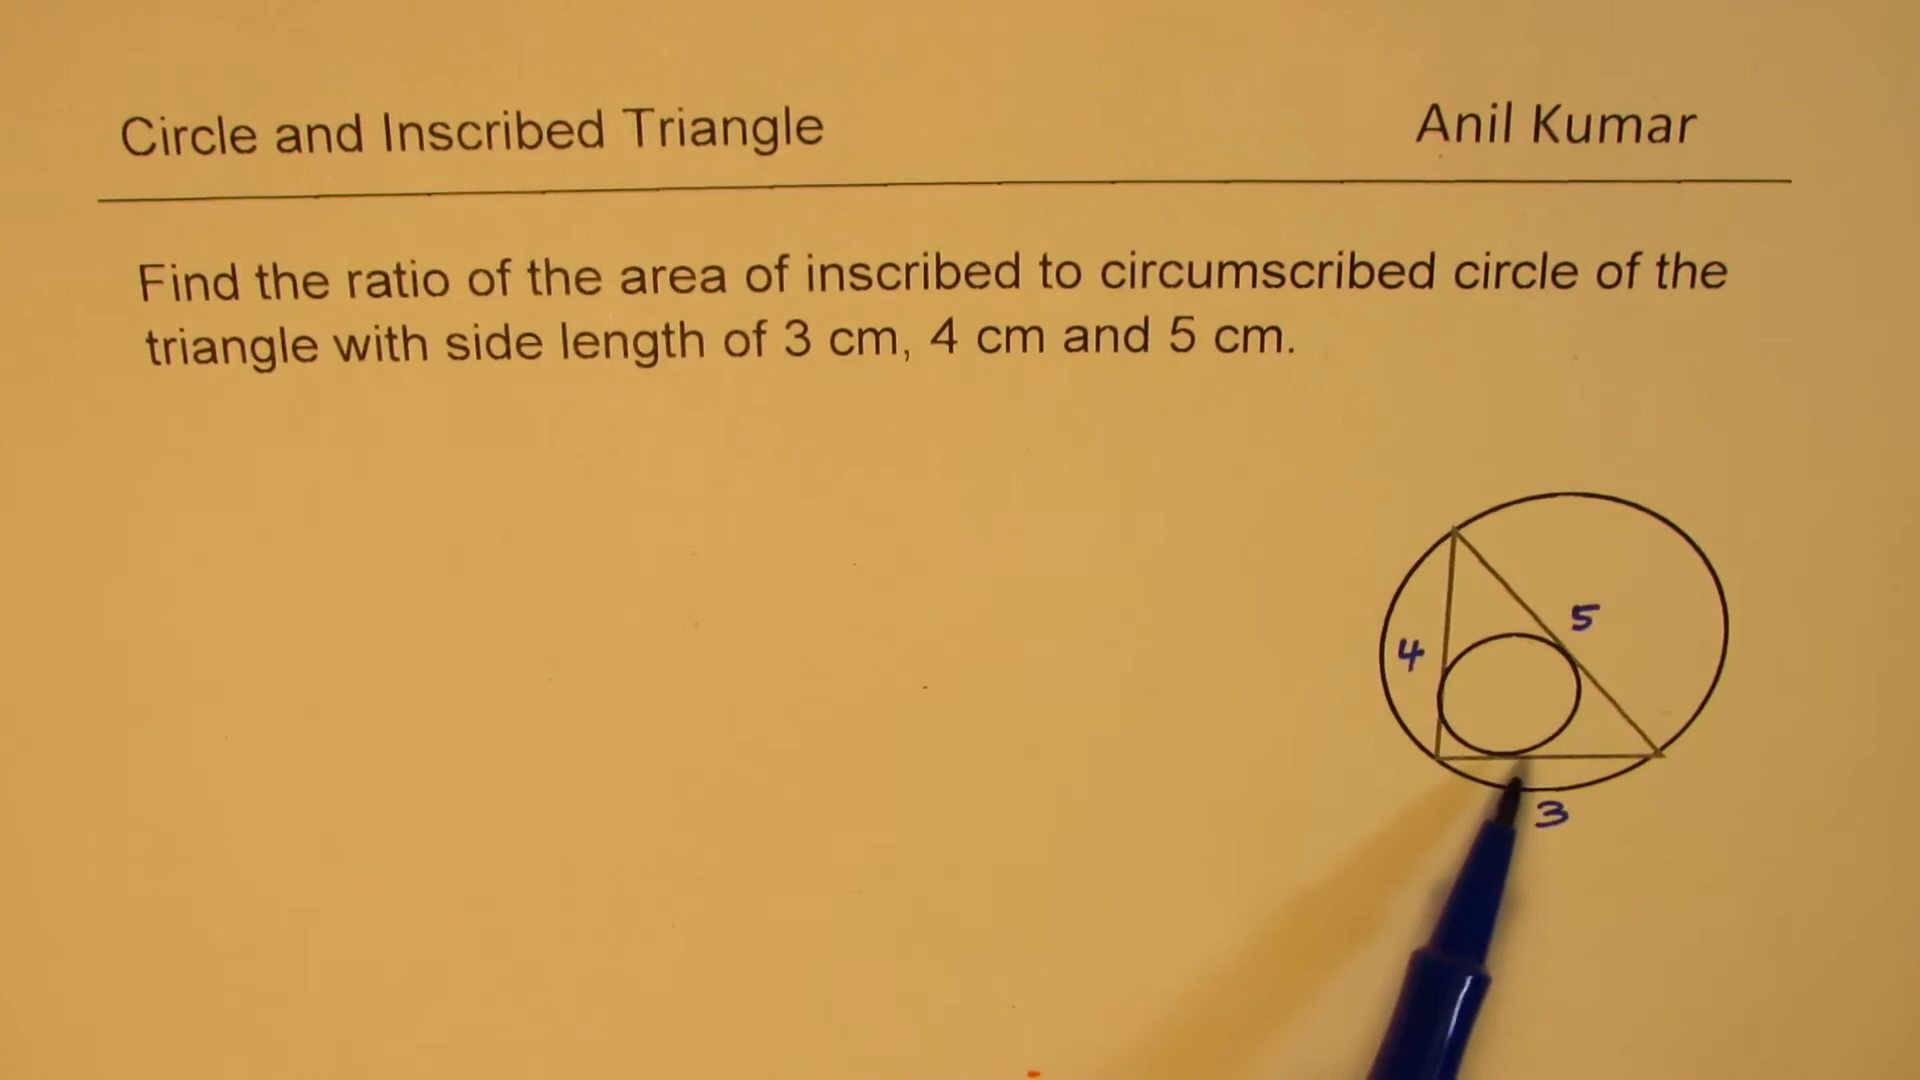 Circle and Inscribed Triangle
Anil Kumar
Find the ratio of the area of inscribed to circumscribed circle of the
triangle with side length of 3 cm, 4 cm and 5 cm.
5
4
3